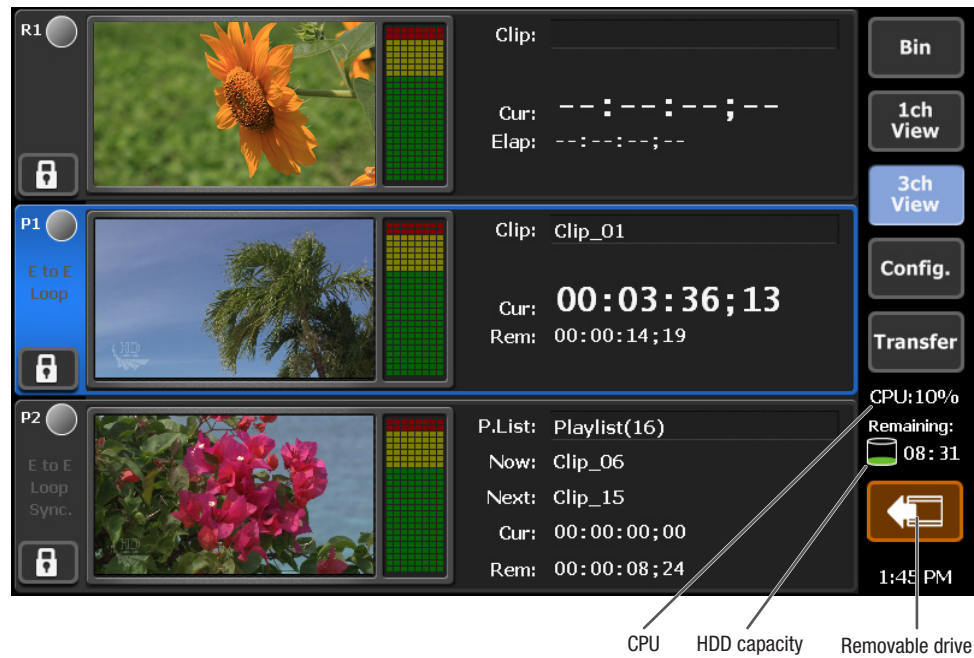 R1
Clip:
Cur: --:--:--;--
Elap: --:--:--;--
P1
E to E
Loop
Clip: Clip_01
Cur: 00:03:36;13
Rem: 00:00:14;19
HD
P2
E to E
Loop
Sync.
P.List: Playlist(16)
Now: Clip_06
Next: Clip_15
Cur: 00:00:00;00
Rem: 00:00:08;24
HD
Bin
1ch
View
3ch
View
Config.
Transfer
CPU:10%
Remaining:
08:31
1:45 PM
CPU
HDD capacity
Removable drive